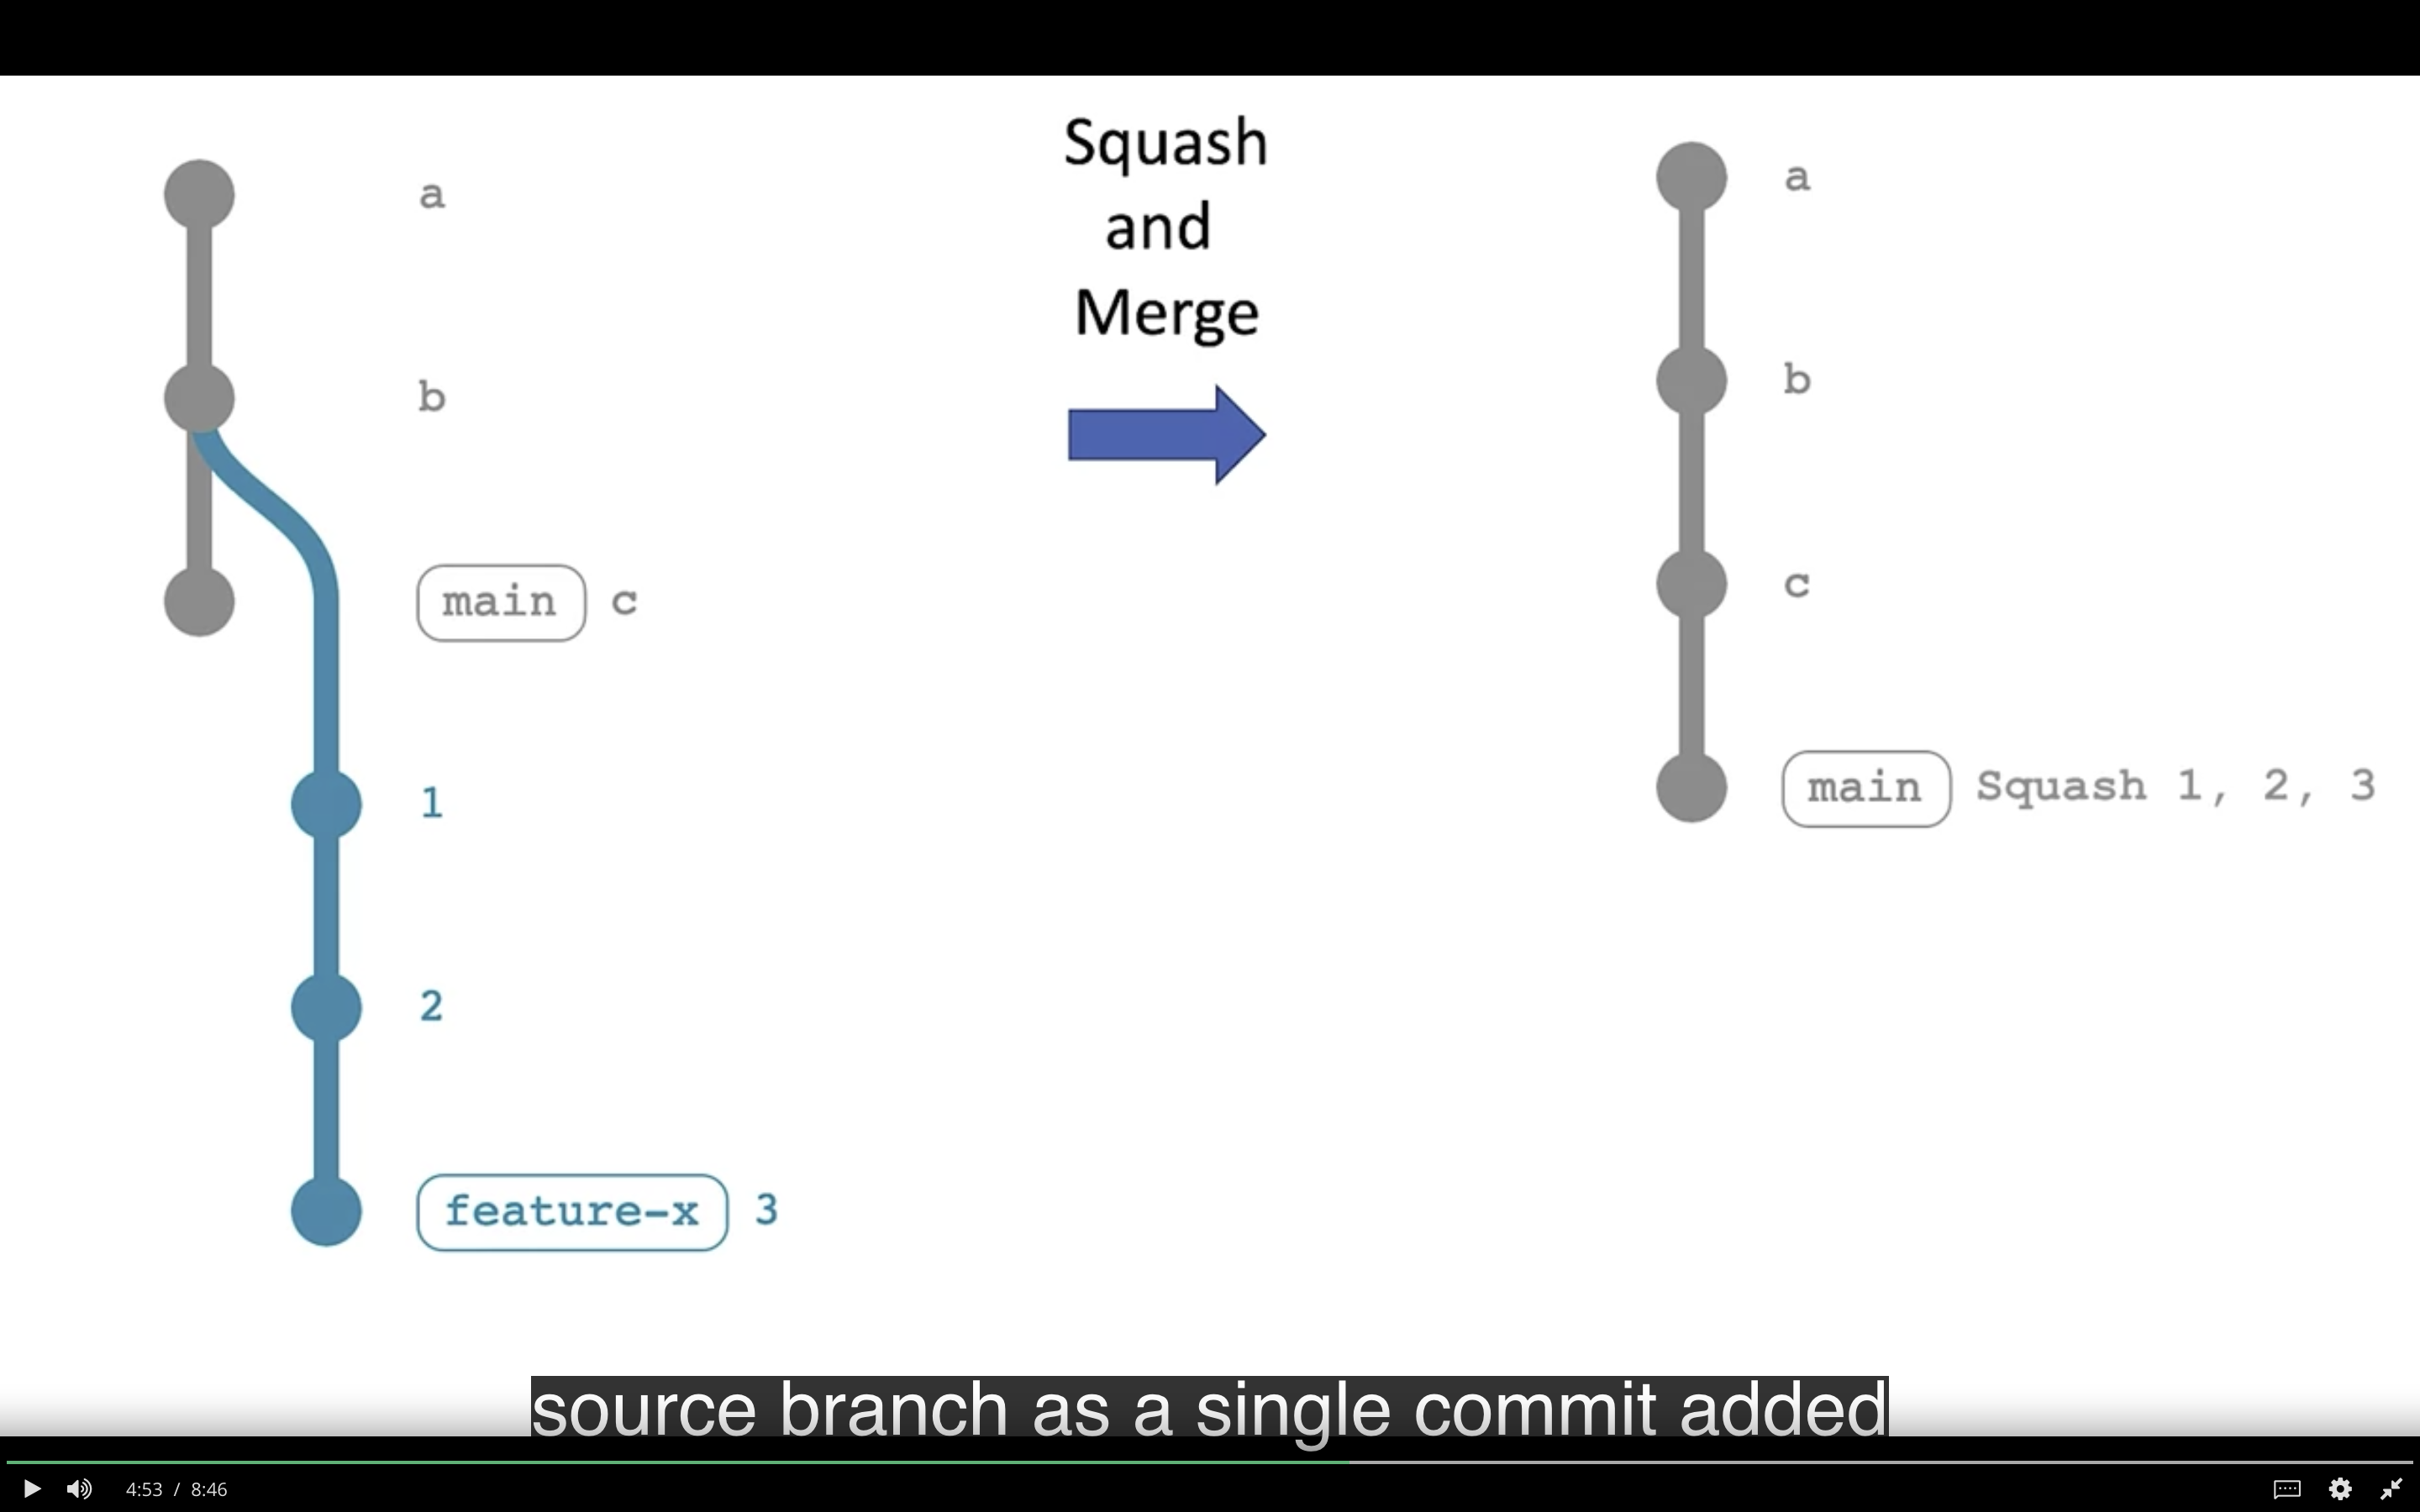 a
b
main c
1
2
feature-x 3
Squash
and
Merge
a
b
c
main Squash 1, 2, 3
source branch as a single commit added
4:53 / 8:46